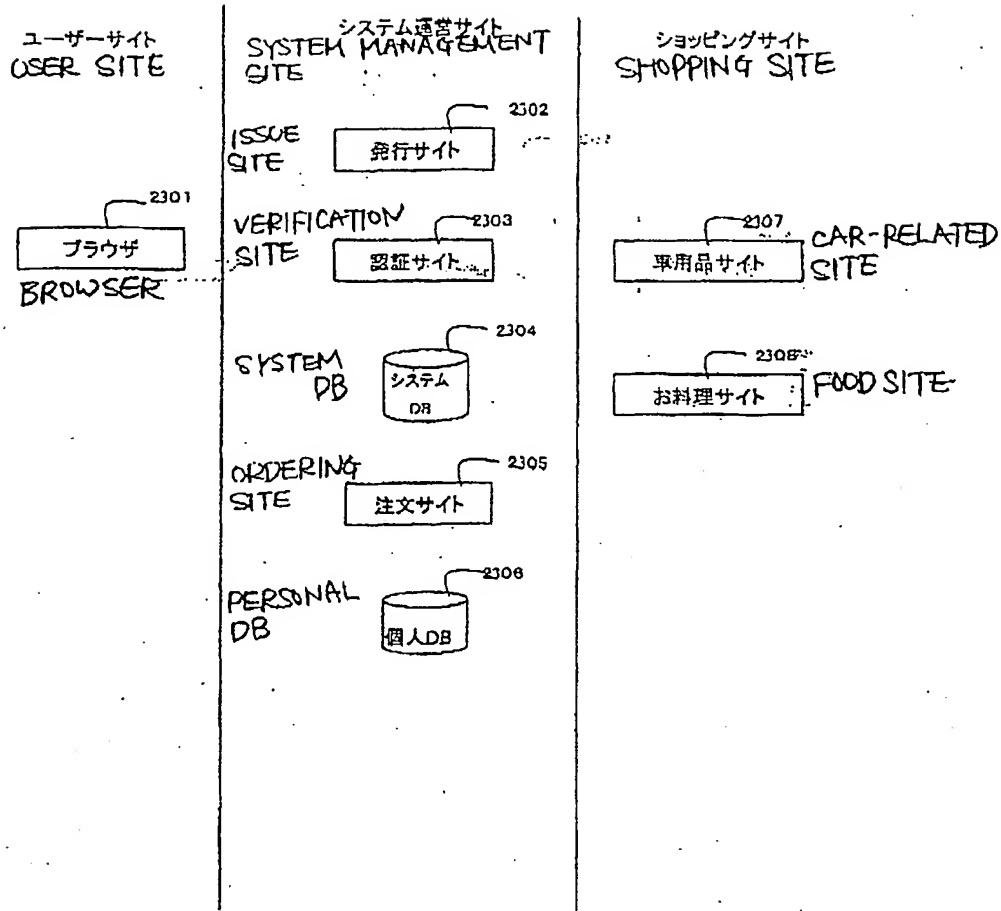 ユーザーサイト
USER SITE
システム運営サイト
SYSTEM MANAGEMENT
SITE
ショッピングサイト
SHOPPING SITE
2302
ISSUE
SITE
発行サイト
2301
ブラウザ
BROWSER
VERIFICATION
SITE
2303
認証サイト
2307
車用品サイト
CAR-RELATED
SITE
2304
SYSTEM
DB
システム
DB
2308
お料理サイト
FOOD SITE
2305
ORDERING
SITE
注文サイト
2306
PERSONAL
DB
個人DB